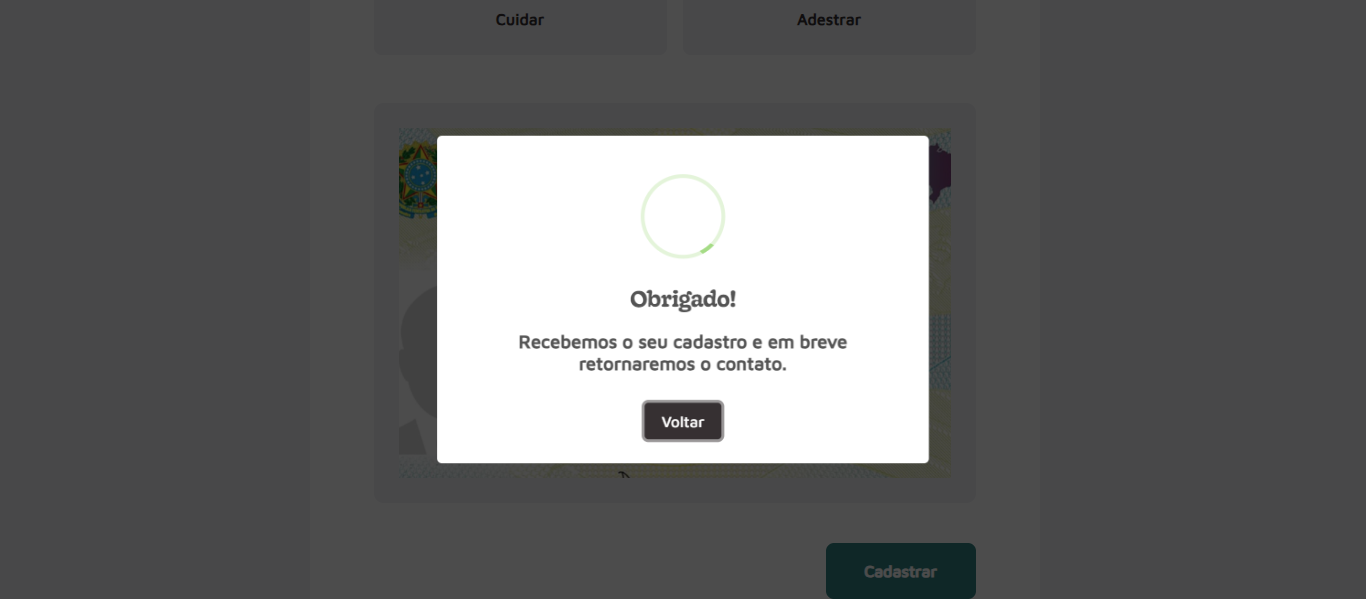 Cuidar
Adestrar
Obrigado!
Recebemos o seu cadastro e em breve
retornaremos o contato.
Voltar
Cadastrar